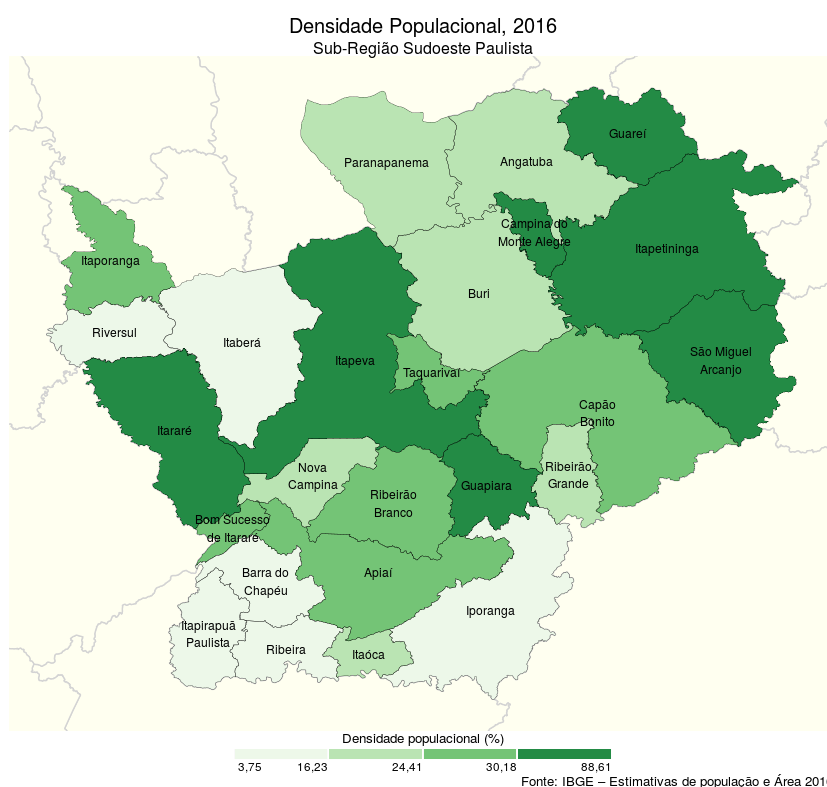 Densidade Populacional, 2016
Sub-Região Sudoeste Paulista
Guareí
Paranapanema
Angatuba
Campina do
Monte Alegre
Itapetininga
Itaporanga
Buri
Riversul
Itaberá
São Miguel
Arcanjo
Itapeva
Taquarivaí
Capão
Bonito
Itararé
Nova
Campina
Ribeirão
Grande
Guapiara
Ribeirão
Branco
Bom Sucesso
de Itararé
Barra do
Chapéu
Apiaí
Iporanga
Itapirapuã
Paulista
Ribeira
Itaóca
Densidade populacional (%)
3,75 16,23 24,41 30,18 88,61
Fonte: IBGE – Estimativas de população e Área 201